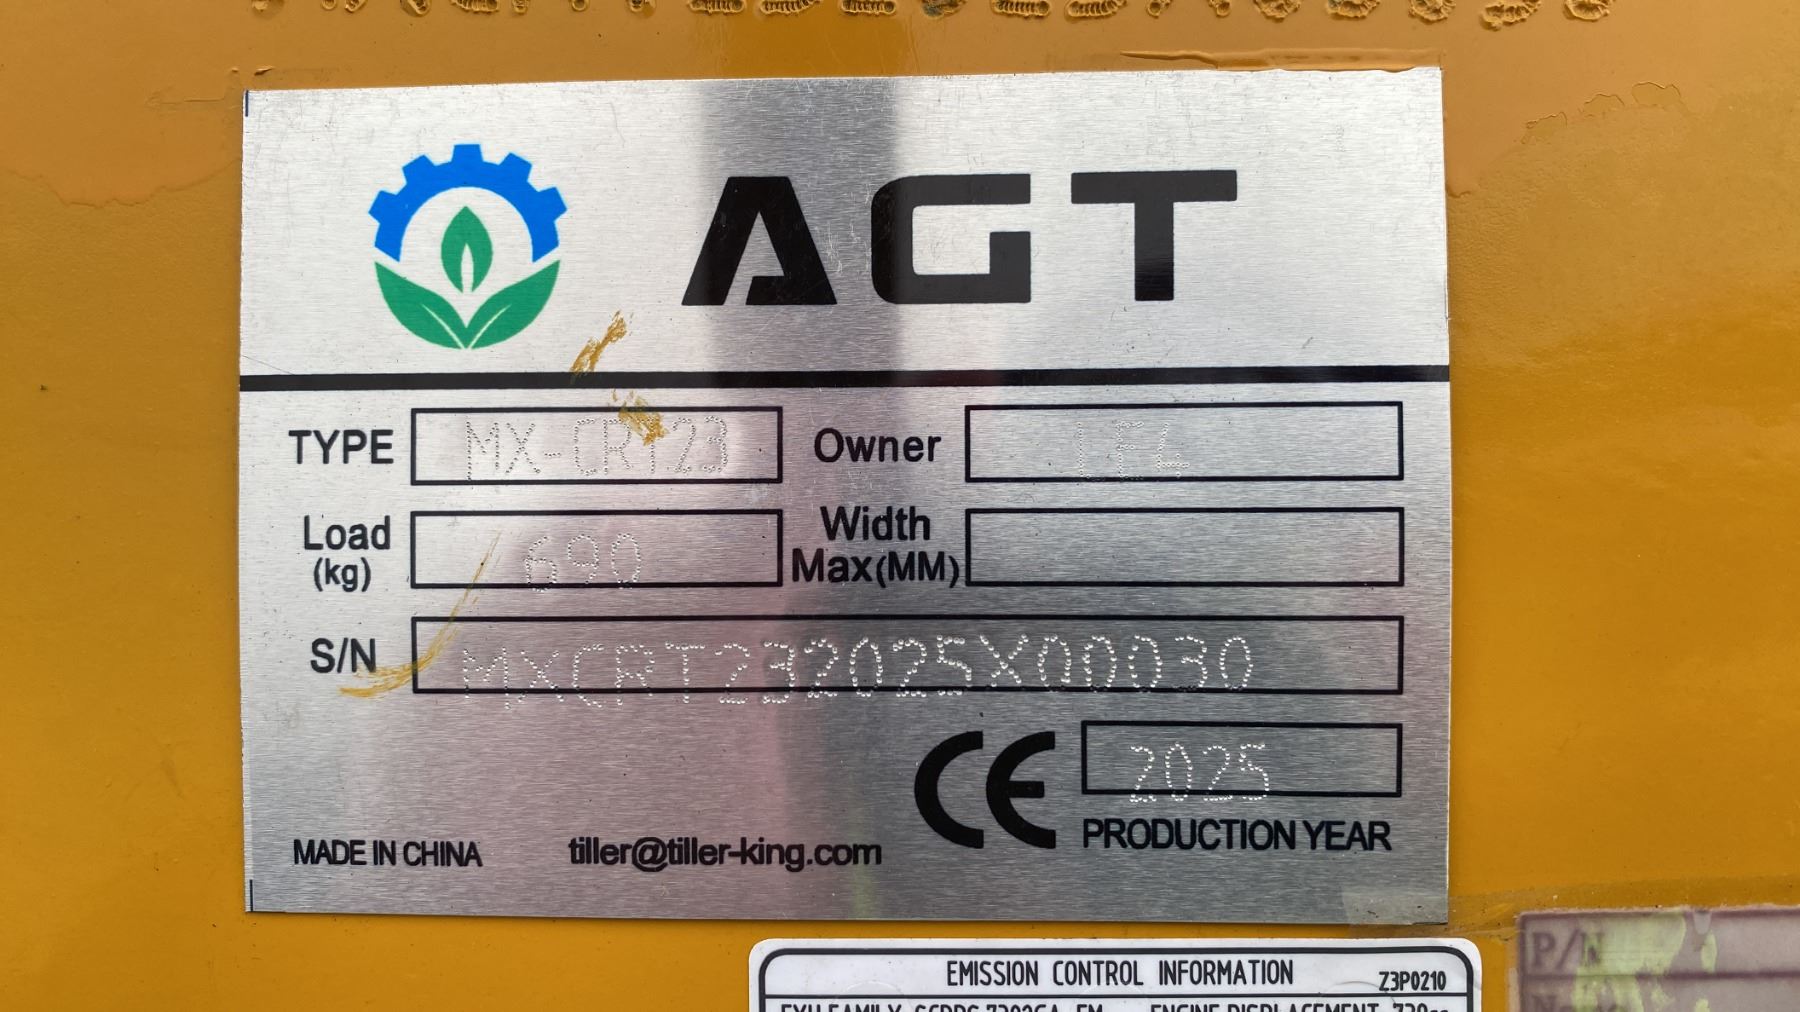 AGT
TYPE MX-CRT23 Owner LFL
Load (kg) 690 Width Max(MM)
S/N MXCRT232025X00030
CE 2025
PRODUCTION YEAR
MADE IN CHINA tiller@tiller-king.com
EMISSION CONTROL INFORMATION Z3P0210
P/N